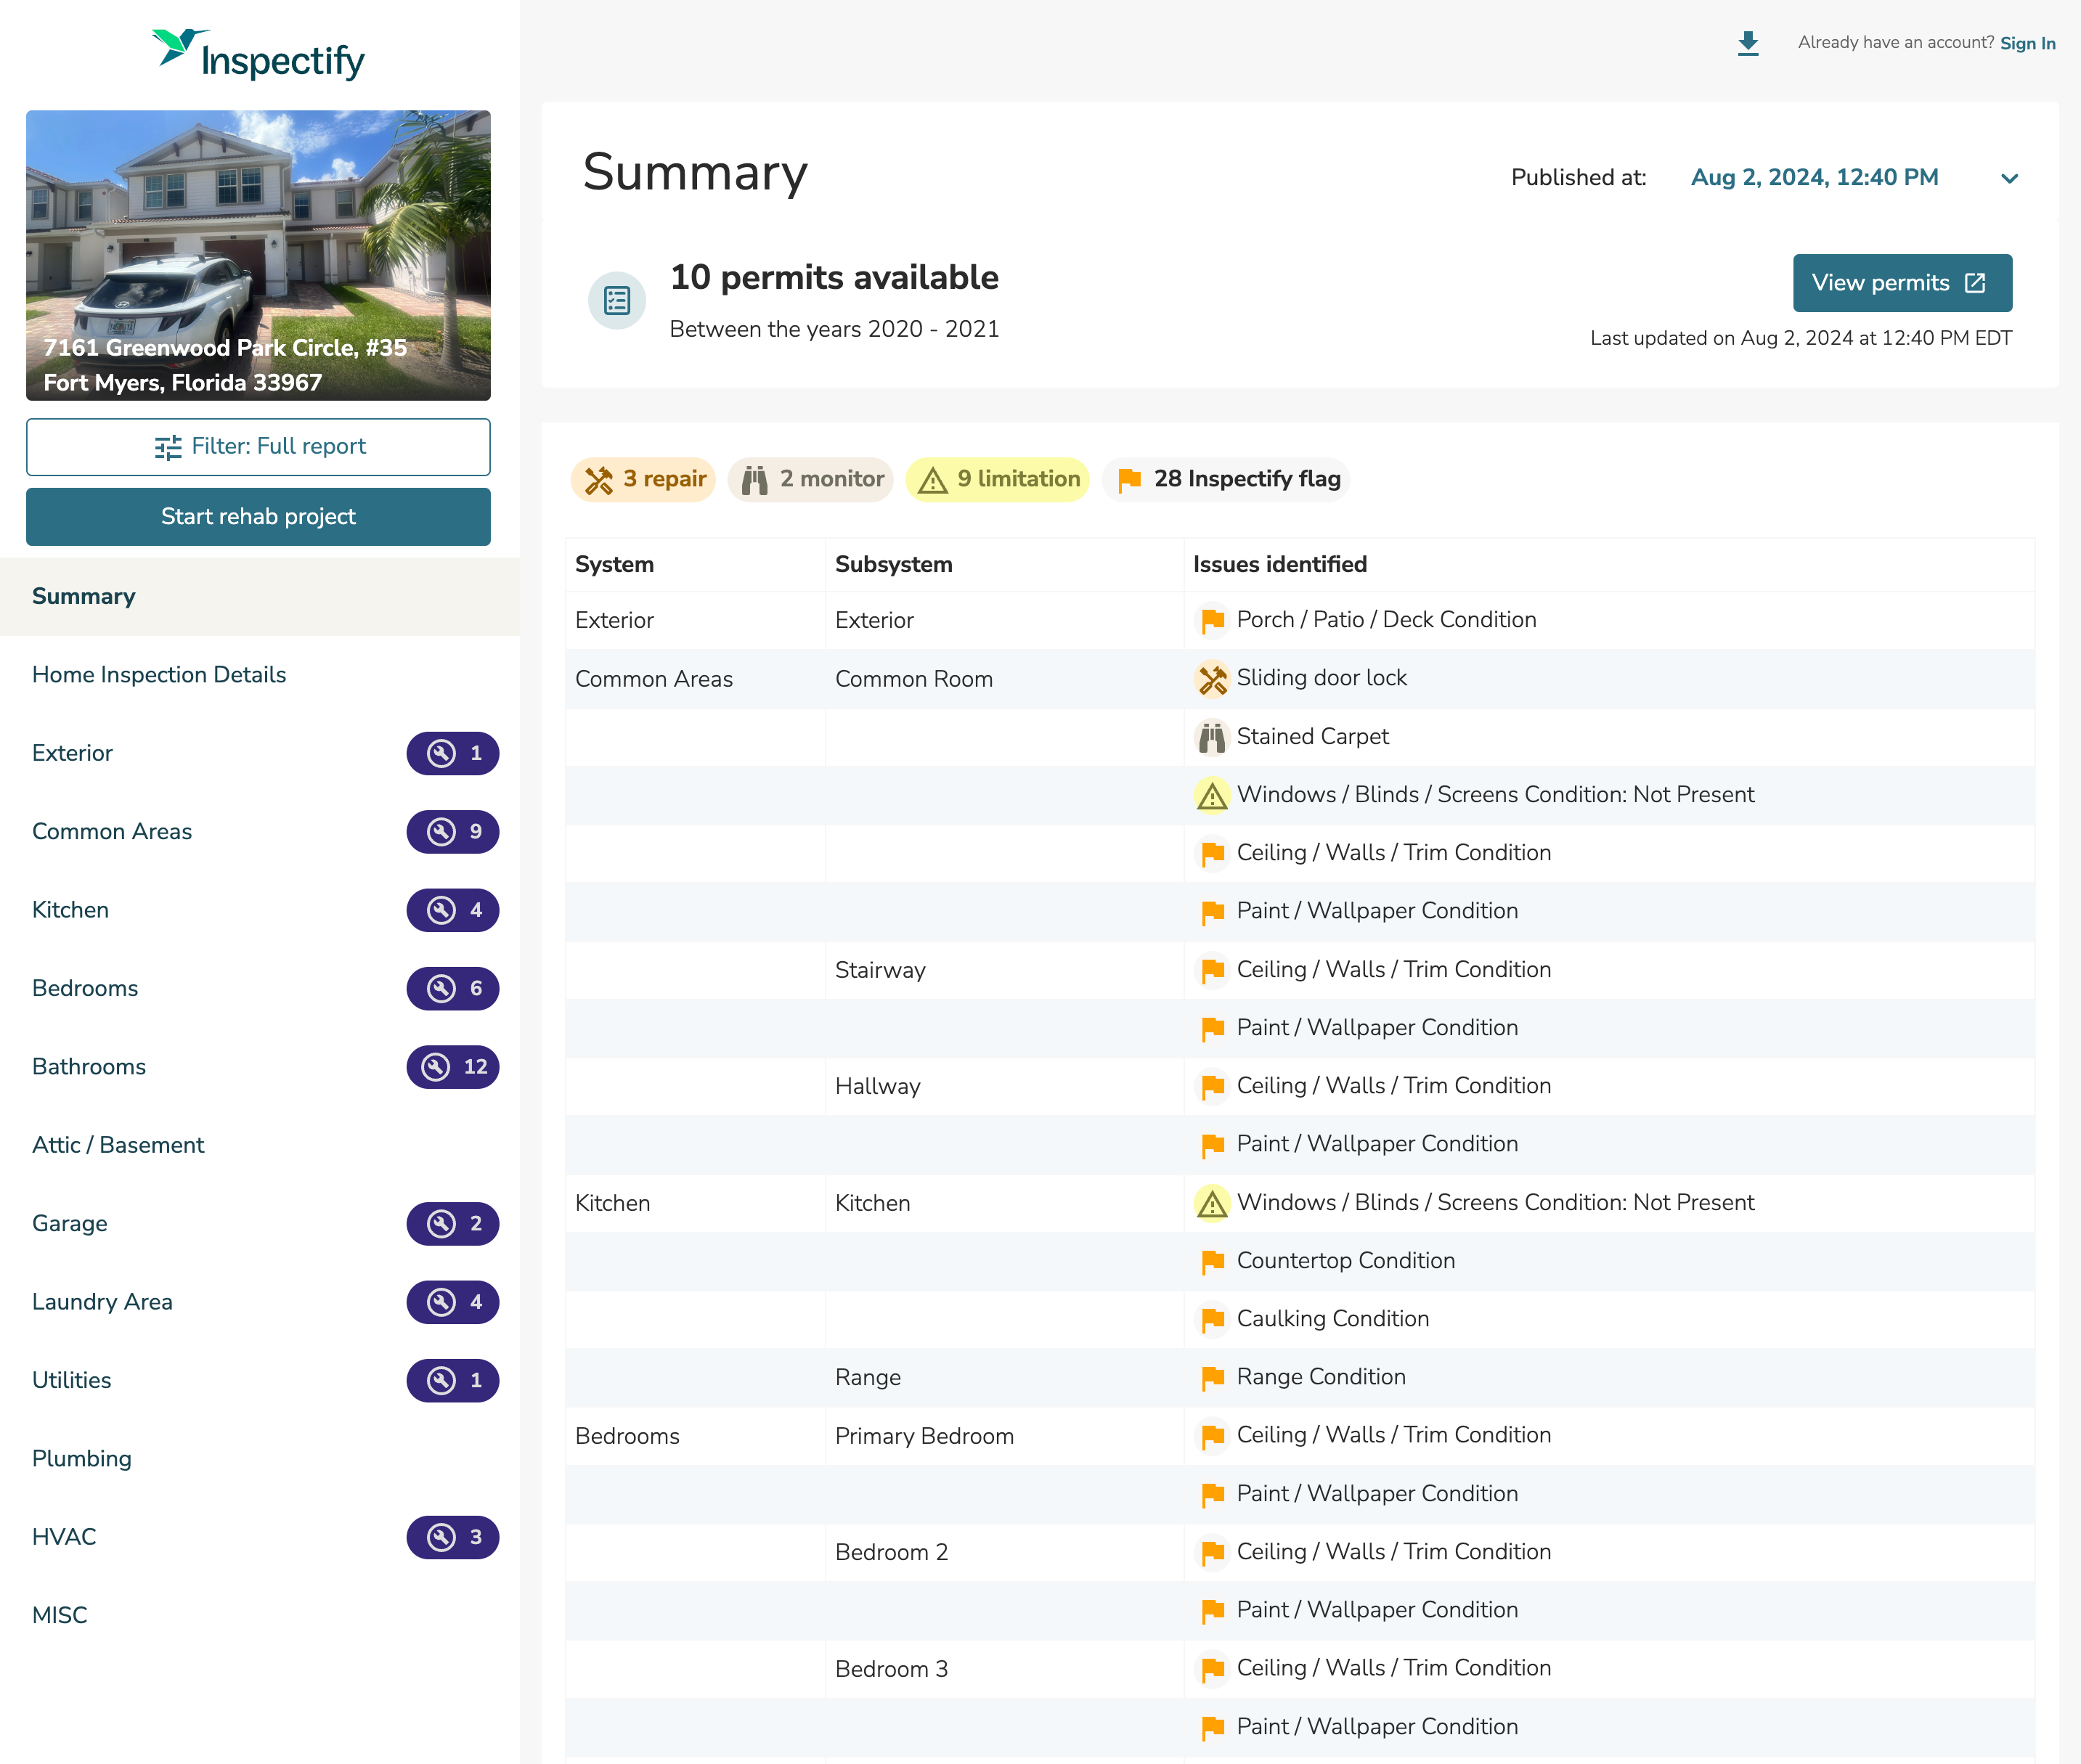 Inspectify
7161 Greenwood Park Circle, #35
Fort Myers, Florida 33967
Filter: Full report
Start rehab project
Summary
Home Inspection Details
Exterior 1
Common Areas 9
Kitchen 4
Bedrooms 6
Bathrooms 12
Attic / Basement
Garage 2
Laundry Area 4
Utilities 1
Plumbing
HVAC 3
MISC
Already have an account? Sign In
Summary
Published at: Aug 2, 2024, 12:40 PM
10 permits available
Between the years 2020 - 2021
View permits
Last updated on Aug 2, 2024 at 12:40 PM EDT
3 repair 2 monitor 9 limitation 28 Inspectify flag
System Subsystem Issues identified
Exterior Exterior Porch / Patio / Deck Condition
Common Areas Common Room Sliding door lock
Stained Carpet
Windows / Blinds / Screens Condition: Not Present
Ceiling / Walls / Trim Condition
Paint / Wallpaper Condition
Stairway Ceiling / Walls / Trim Condition
Paint / Wallpaper Condition
Hallway Ceiling / Walls / Trim Condition
Paint / Wallpaper Condition
Kitchen Kitchen Windows / Blinds / Screens Condition: Not Present
Countertop Condition
Caulking Condition
Range Range Condition
Bedrooms Primary Bedroom Ceiling / Walls / Trim Condition
Paint / Wallpaper Condition
Bedroom 2 Ceiling / Walls / Trim Condition
Paint / Wallpaper Condition
Bedroom 3 Ceiling / Walls / Trim Condition
Paint / Wallpaper Condition